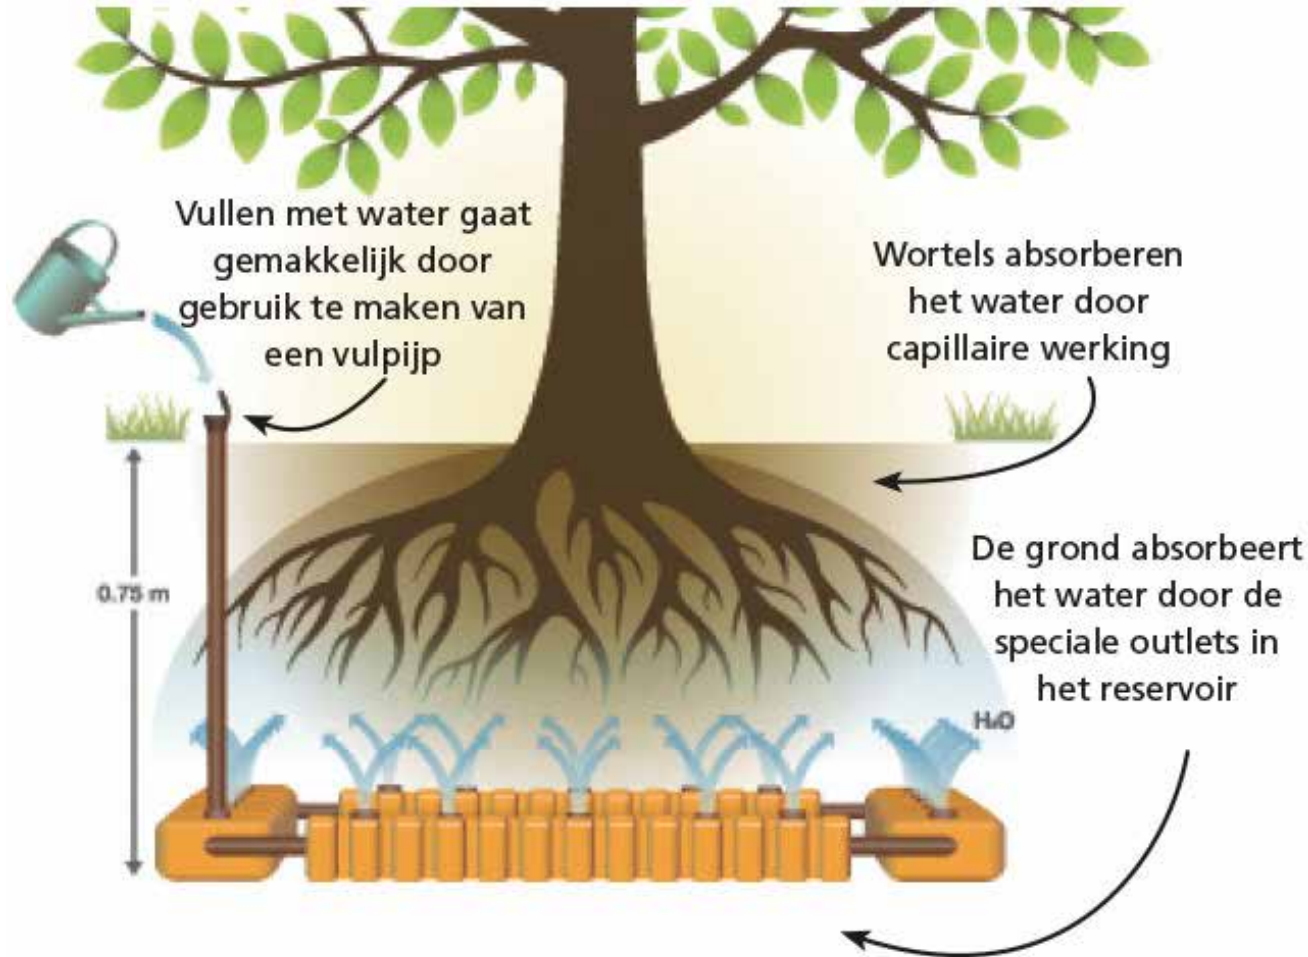 Vullen met water gaat
gemakkelijk door
gebruik te maken van
een vulpijp
Wortels absorberen
het water door
capillaire werking
0.75 m
De grond absorbeert
het water door de
speciale outlets in
het reservoir
H₂O